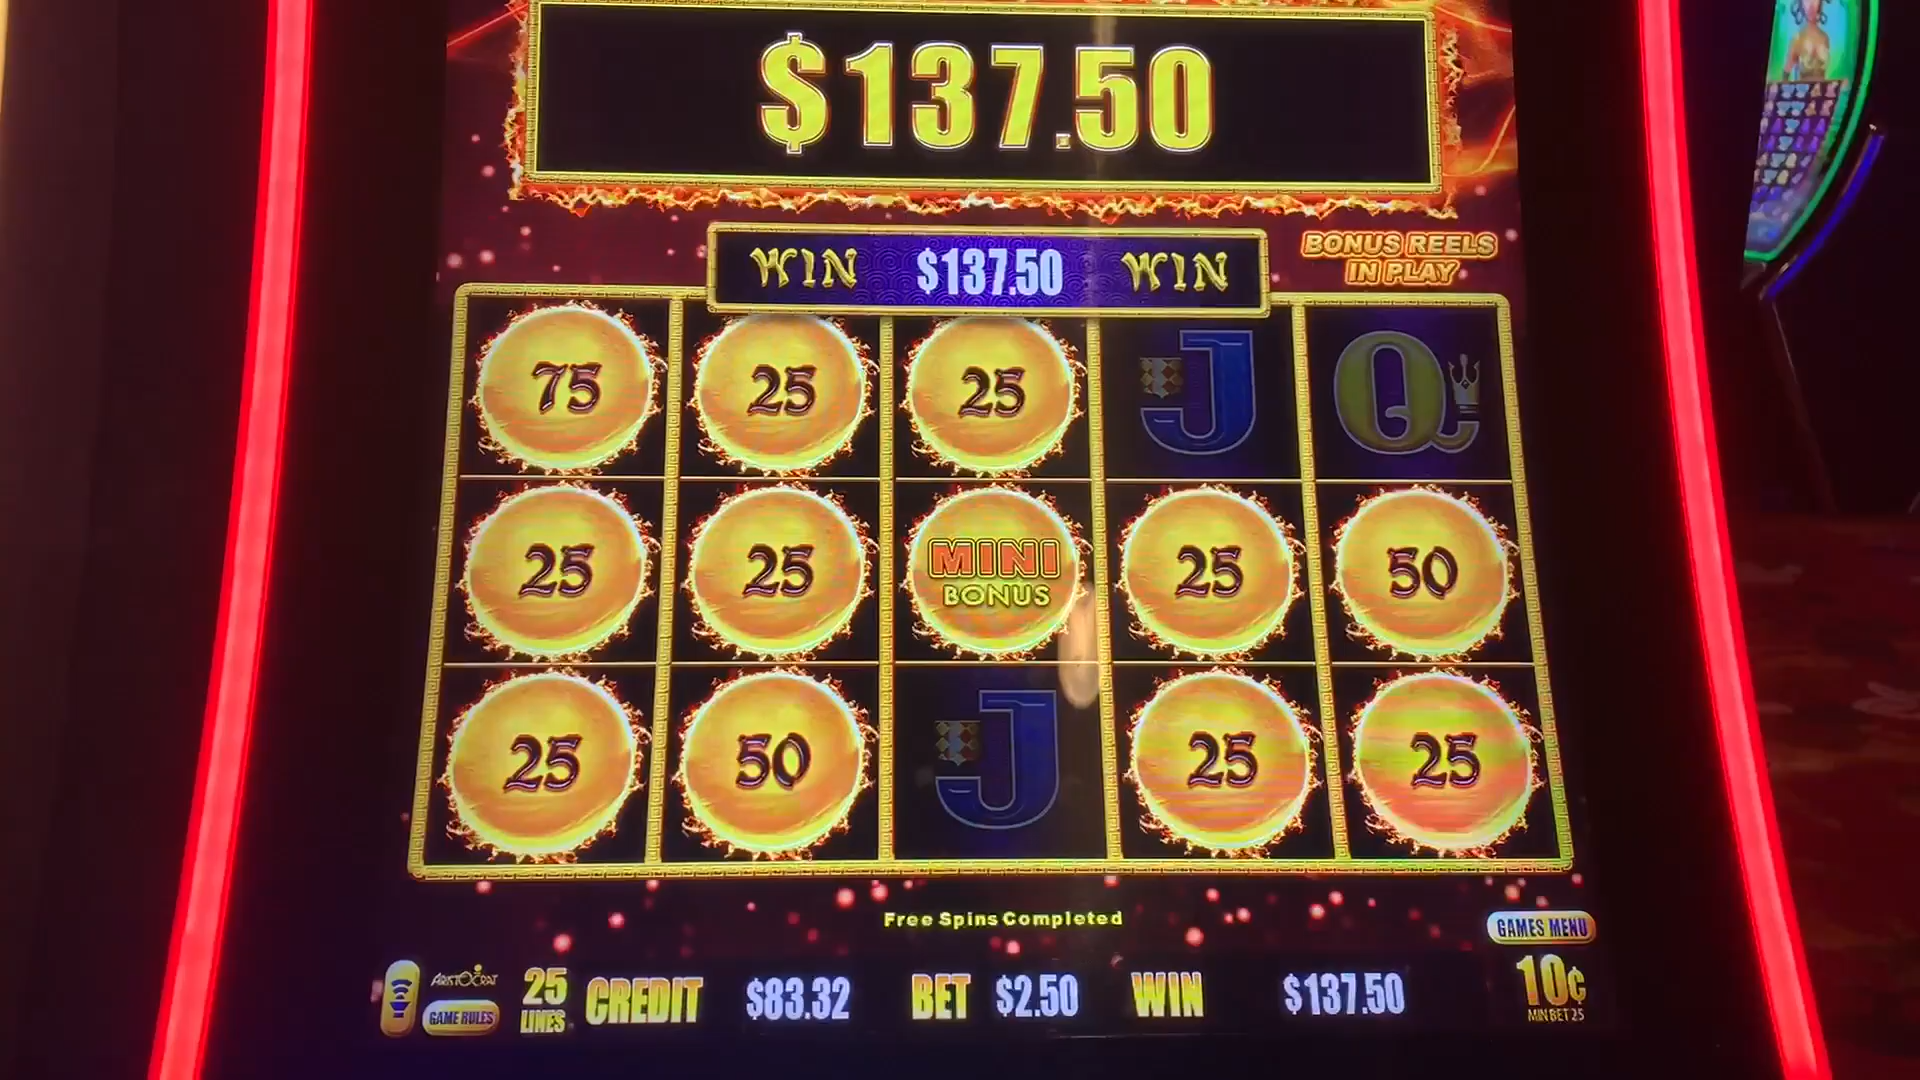 $137.50
WIN $137.50 WIN
BONUS REELS
IN PLAY
75 25 25 J Q
25 25 MINI BONUS 25 50
25 50 J 25 25
Free Spins Completed
GAMES MENU
ARISTOCRAT
GAME RULES
25
LINES
CREDIT $83.32 BET $2.50 WIN $137.50
10¢
MIN BET 25